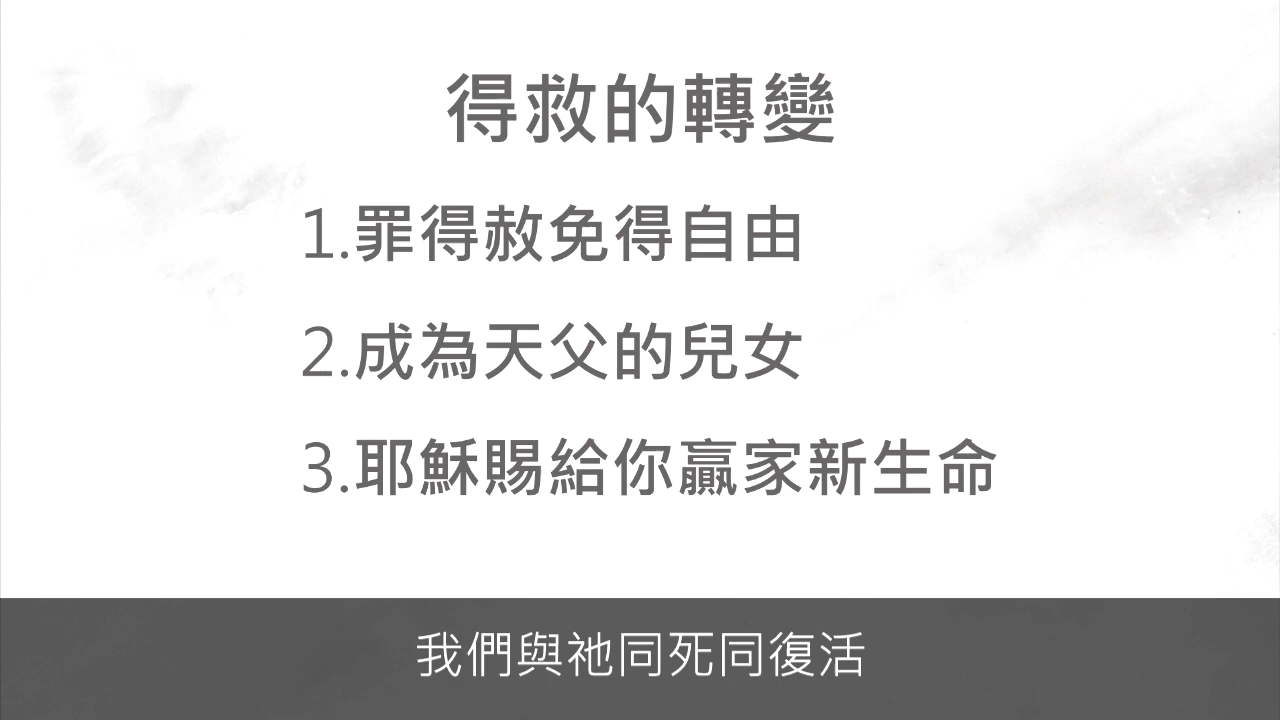 得救的轉變
1.罪得赦免得自由
2.成為天父的兒女
3.耶穌賜給你贏家新生命
我們與祂同死同復活